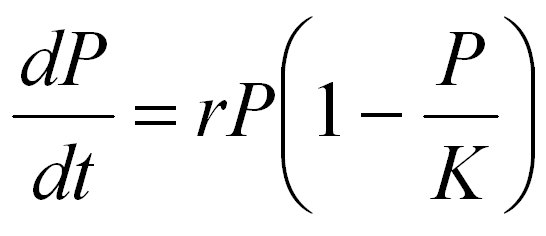 dP/dt = rP(1 − P/K)